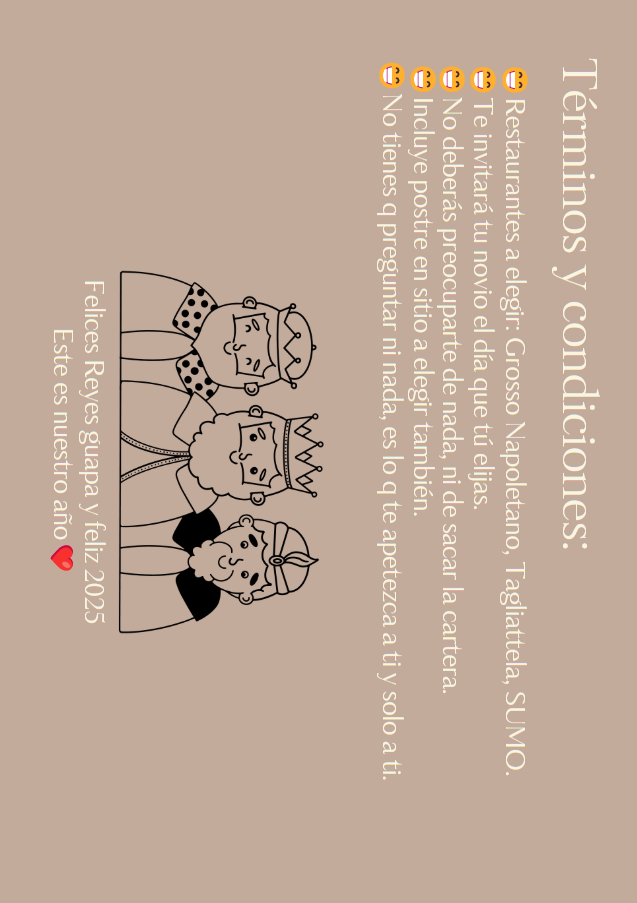 Términos y condiciones:
😁Restaurantes a elegir: Grosso Napoletano, Tagliattela, SUMO.
😁Te invitará tu novio el día que tú elijas.
😁No deberás preocuparte de nada, ni de sacar la cartera.
😁Incluye postre en sitio a elegir también.
😁No tienes q preguntar ni nada, es lo q te apetezca a ti y solo a ti.
Felices Reyes guapa y feliz 2025
Este es nuestro año ❤️